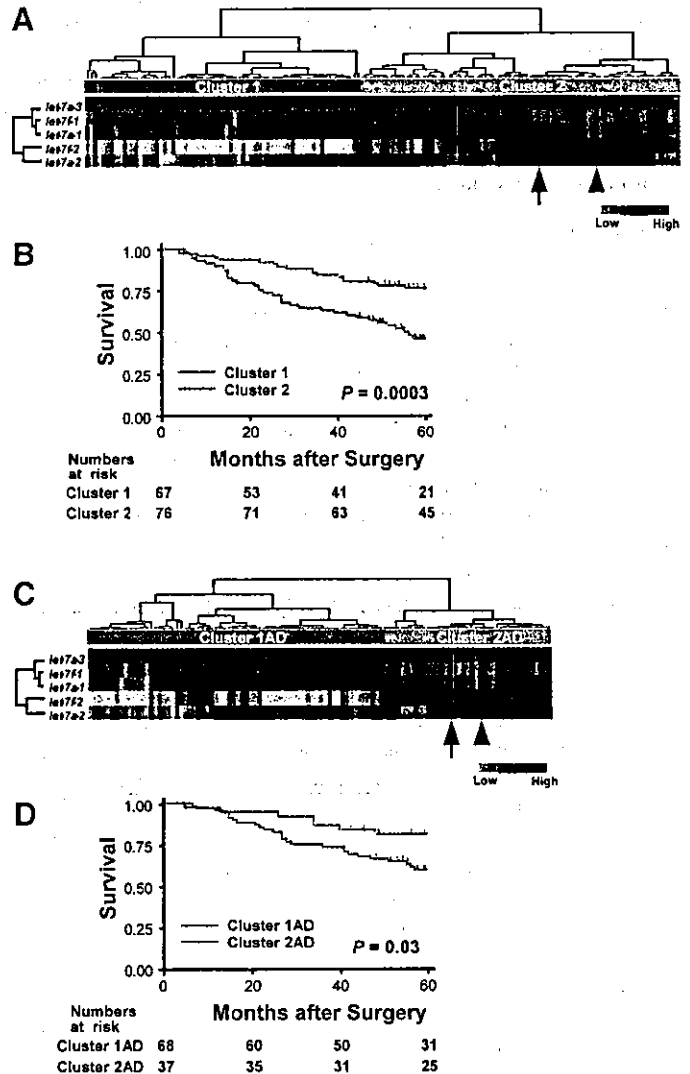 A
Cluster 1
Cluster 2
let7a3
let7f1
let7a1
let7f2
let7a2
Low High
B
1.00
0.75
0.50
0.25
0.00
Survival
Cluster 1
Cluster 2
P = 0.0003
0 20 40 60
Months after Surgery
Numbers
at risk
Cluster 1 67 53 41 21
Cluster 2 76 71 63 45
C
Cluster 1AD
Cluster 2AD
let7a3
let7f1
let7a1
let7f2
let7a2
Low High
D
1.00
0.75
0.50
0.25
0.00
Survival
Cluster 1AD
Cluster 2AD
P = 0.03
0 20 40 60
Months after Surgery
Numbers
at risk
Cluster 1AD 68 60 50 31
Cluster 2AD 37 35 31 25